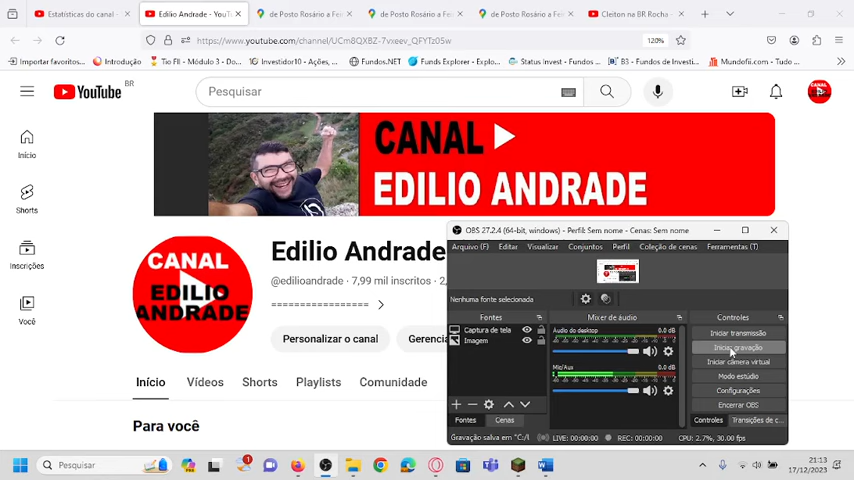 Estatísticas do canal -
Edilio Andrade - YouT
de Posto Rosário a Fei
de Posto Rosário a Fei
de Posto Rosário a Fei
Cleiton na BR Rocha
https://www.youtube.com/channel/UCm8QXBZ-7vxeev_QFYTz05w
120%
Importar favoritos...
Introdução
Tio FII - Módulo 3 - Do...
Investidor10 - Ações, ...
Fundos.NET
Funds Explorer - Explo...
Status Invest - Fundos ...
B3 - Fundos de Investi...
Mundofii.com - Tudo ...
YouTube
BR
Pesquisar
Início
Shorts
Inscrições
Você
CANAL
EDILIO ANDRADE
CANAL
EDILIO
ANDRADE
Edilio Andrade
@edilioandrade · 7,99 mil inscritos · 2,
=================
Personalizar o canal
Gerencia
Início
Vídeos
Shorts
Playlists
Comunidade
Para você
OBS 27.2.4 (64-bit, windows) - Perfil: Sem nome - Cenas: Sem nome
Arquivo (F)
Editar
Visualizar
Conjuntos
Perfil
Coleção de cenas
Ferramentas (T)
Nenhuma fonte selecionada
Fontes
Captura de tela
Imagem
Fontes
Cenas
Mixer de áudio
Áudio do desktop
0.0 dB
Mic/Aux
0.0 dB
Controles
Iniciar transmissão
Iniciar gravação
Iniciar câmera virtual
Modo estúdio
Configurações
Encerrar OBS
Controles
Transições de c...
Gravação salva em "C:/
LIVE: 00:00:00
REC: 00:00:00
CPU: 2.7%, 30.00 fps
Pesquisar
21:13
17/12/2023